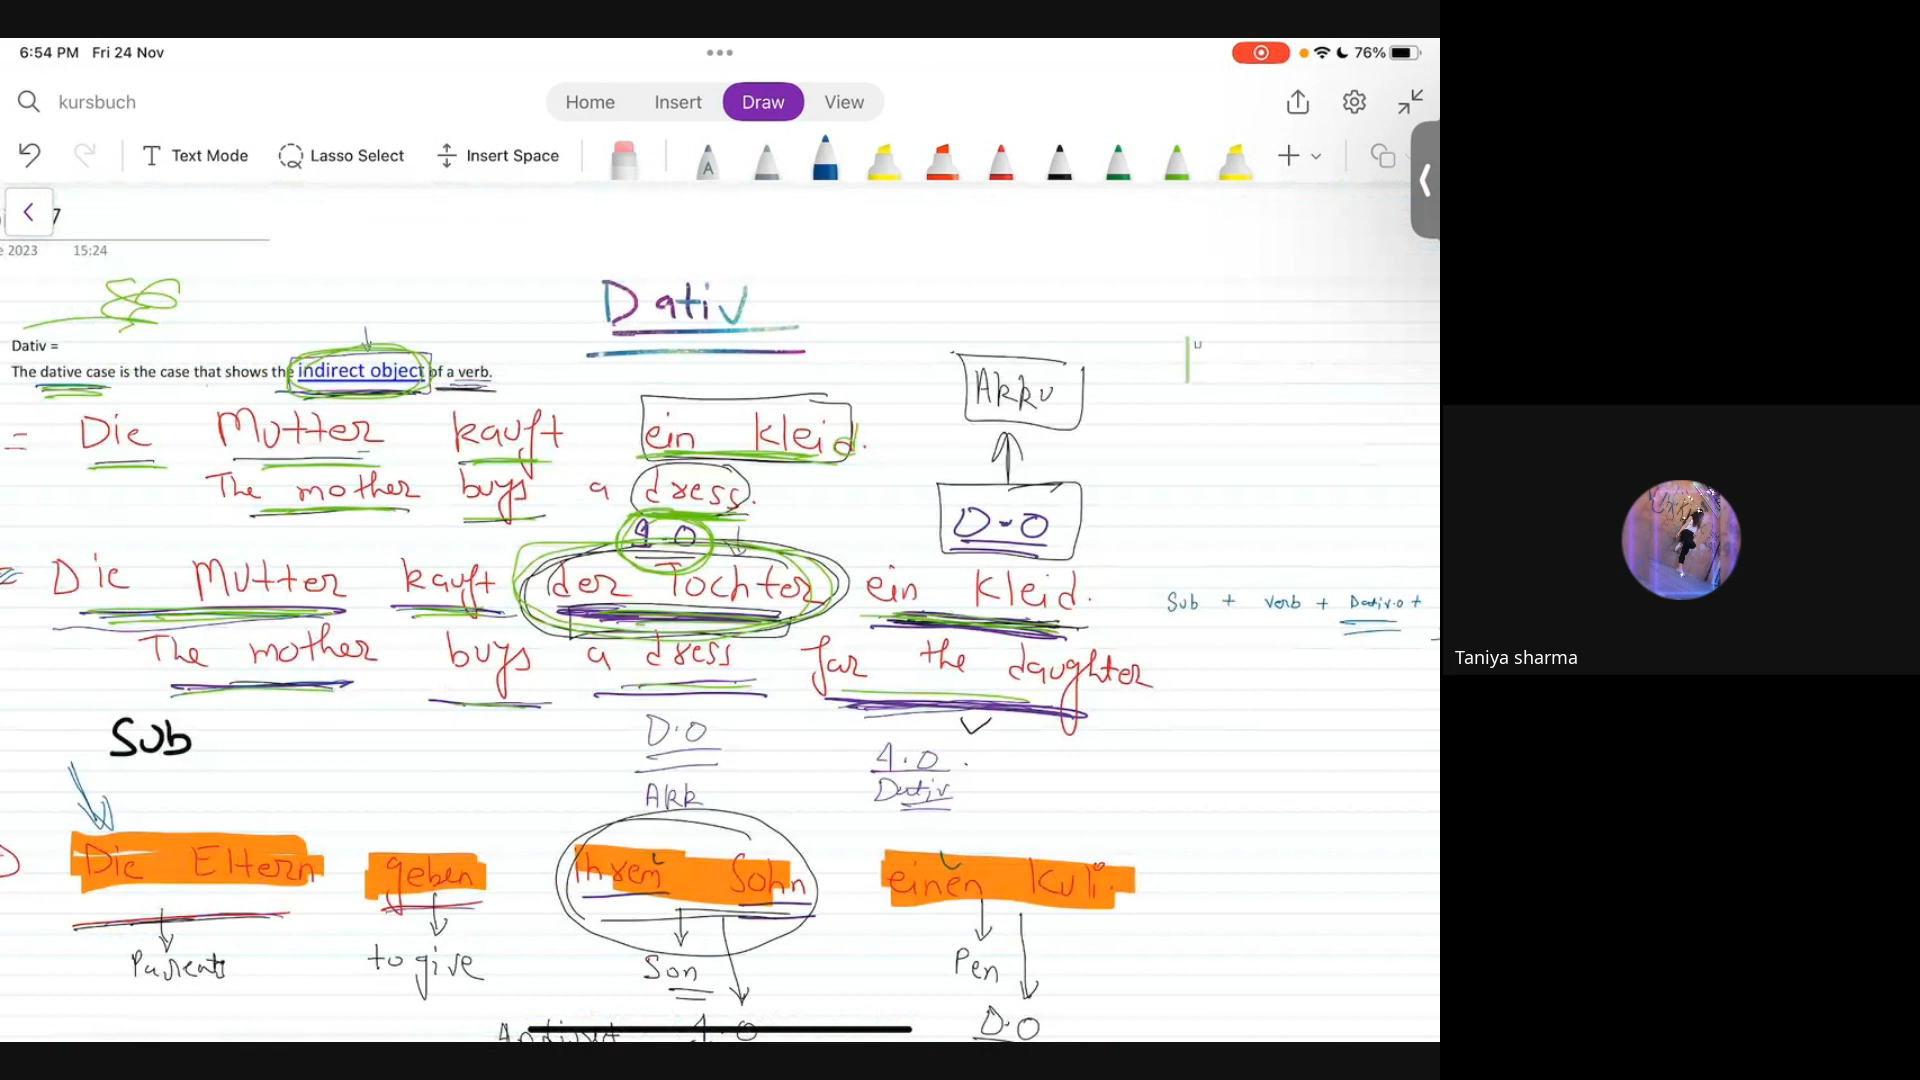 6:54 PM Fri 24 Nov
76%
kursbuch
Home Insert Draw View
Text Mode Lasso Select Insert Space
7
2023 15:24
Dativ
Dativ =
The dative case is the case that shows the indirect object of a verb.
Akku
= Die Mutter kauft ein Kleid.
The mother buys a dress.
D.O
Die Mutter kauft der Tochter ein Kleid.
Sub + Verb + Dativ.o +
The mother buys a dress for the daughter
Taniya sharma
Sub
D.O
Akk
Dativ
Die Eltern geben ihrem Sohn einen Kuli.
Parents to give Son Pen
D.O